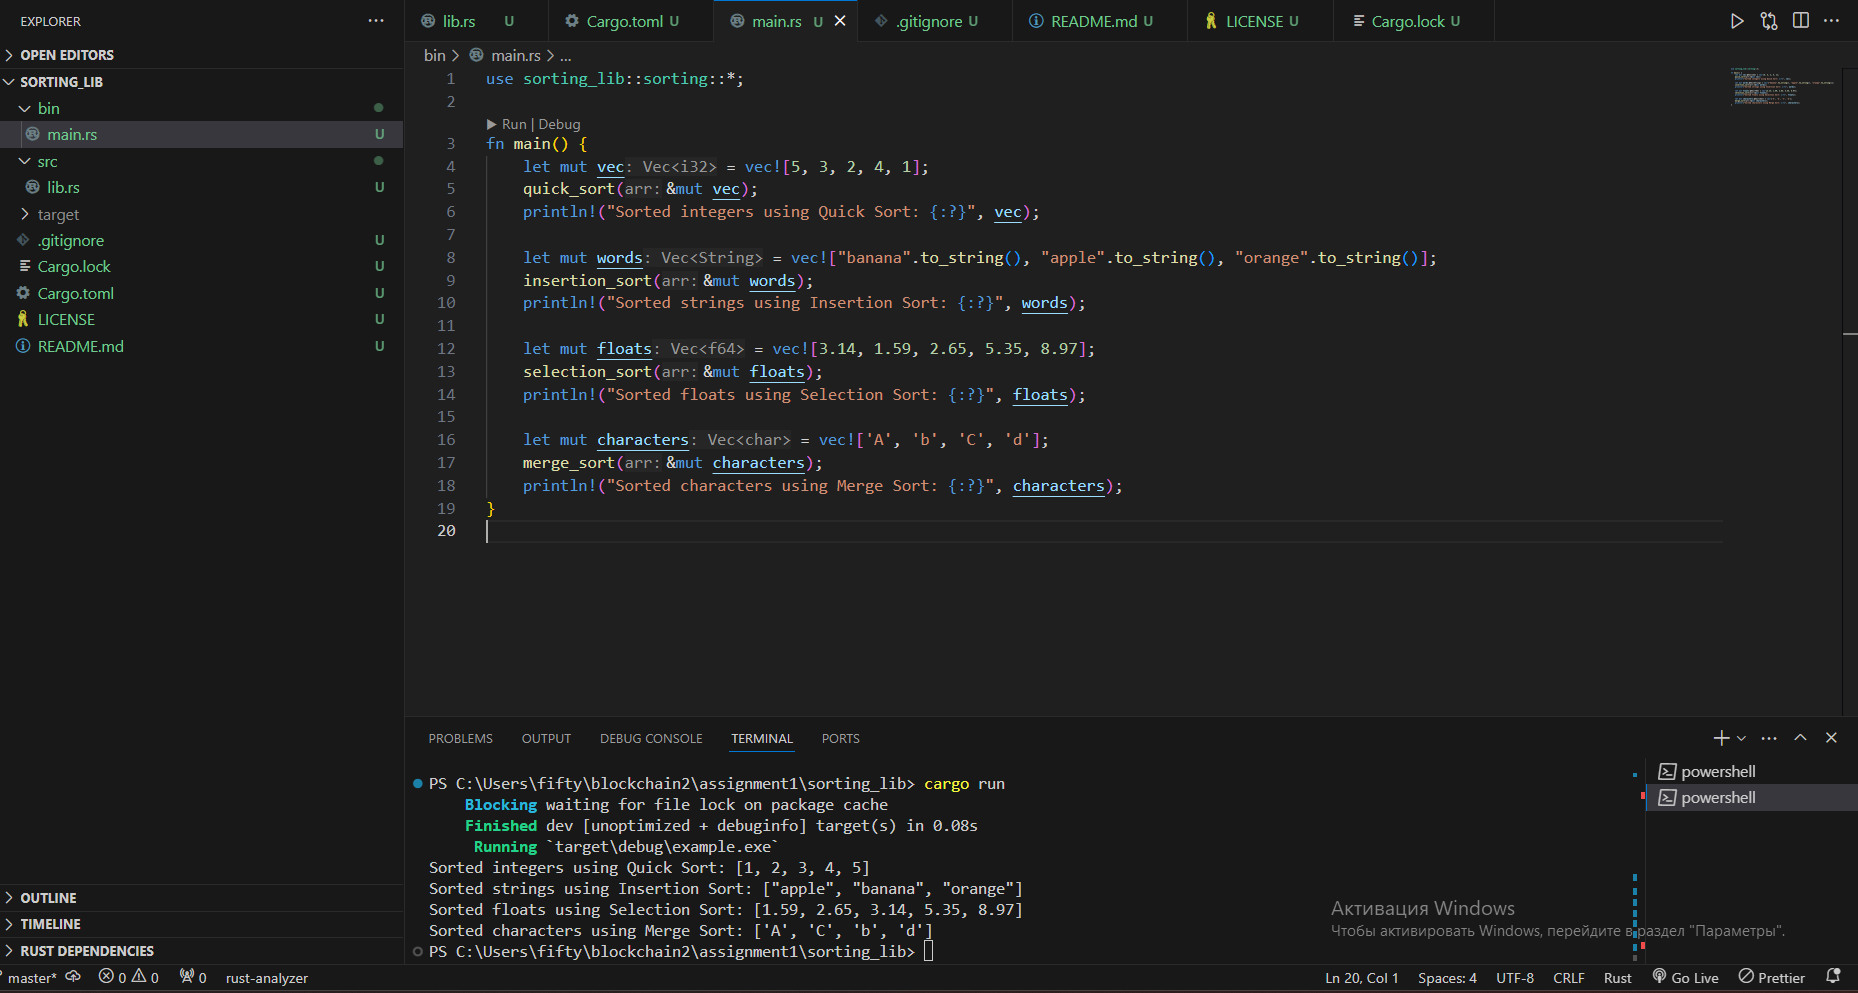 EXPLORER
OPEN EDITORS
SORTING_LIB
bin
main.rs U
src
lib.rs U
target
.gitignore U
Cargo.lock U
Cargo.toml U
LICENSE U
README.md U
OUTLINE
TIMELINE
RUST DEPENDENCIES
lib.rs U Cargo.toml U main.rs U .gitignore U README.md U LICENSE U Cargo.lock U
bin > main.rs > ...
1 use sorting_lib::sorting::*;
2
Run | Debug
3 fn main() {
4 let mut vec: Vec<i32> = vec![5, 3, 2, 4, 1];
5 quick_sort(arr: &mut vec);
6 println!("Sorted integers using Quick Sort: {:?}", vec);
7
8 let mut words: Vec<String> = vec!["banana".to_string(), "apple".to_string(), "orange".to_string()];
9 insertion_sort(arr: &mut words);
10 println!("Sorted strings using Insertion Sort: {:?}", words);
11
12 let mut floats: Vec<f64> = vec![3.14, 1.59, 2.65, 5.35, 8.97];
13 selection_sort(arr: &mut floats);
14 println!("Sorted floats using Selection Sort: {:?}", floats);
15
16 let mut characters: Vec<char> = vec!['A', 'b', 'C', 'd'];
17 merge_sort(arr: &mut characters);
18 println!("Sorted characters using Merge Sort: {:?}", characters);
19 }
20
PROBLEMS OUTPUT DEBUG CONSOLE TERMINAL PORTS
PS C:\Users\fifty\blockchain2\assignment1\sorting_lib> cargo run
Blocking waiting for file lock on package cache
Finished dev [unoptimized + debuginfo] target(s) in 0.08s
Running `target\debug\example.exe`
Sorted integers using Quick Sort: [1, 2, 3, 4, 5]
Sorted strings using Insertion Sort: ["apple", "banana", "orange"]
Sorted floats using Selection Sort: [1.59, 2.65, 3.14, 5.35, 8.97]
Sorted characters using Merge Sort: ['A', 'C', 'b', 'd']
PS C:\Users\fifty\blockchain2\assignment1\sorting_lib>
powershell
powershell
Активация Windows
Чтобы активировать Windows, перейдите в раздел "Параметры".
master* 0 0 0 rust-analyzer Ln 20, Col 1 Spaces: 4 UTF-8 CRLF Rust Go Live Prettier